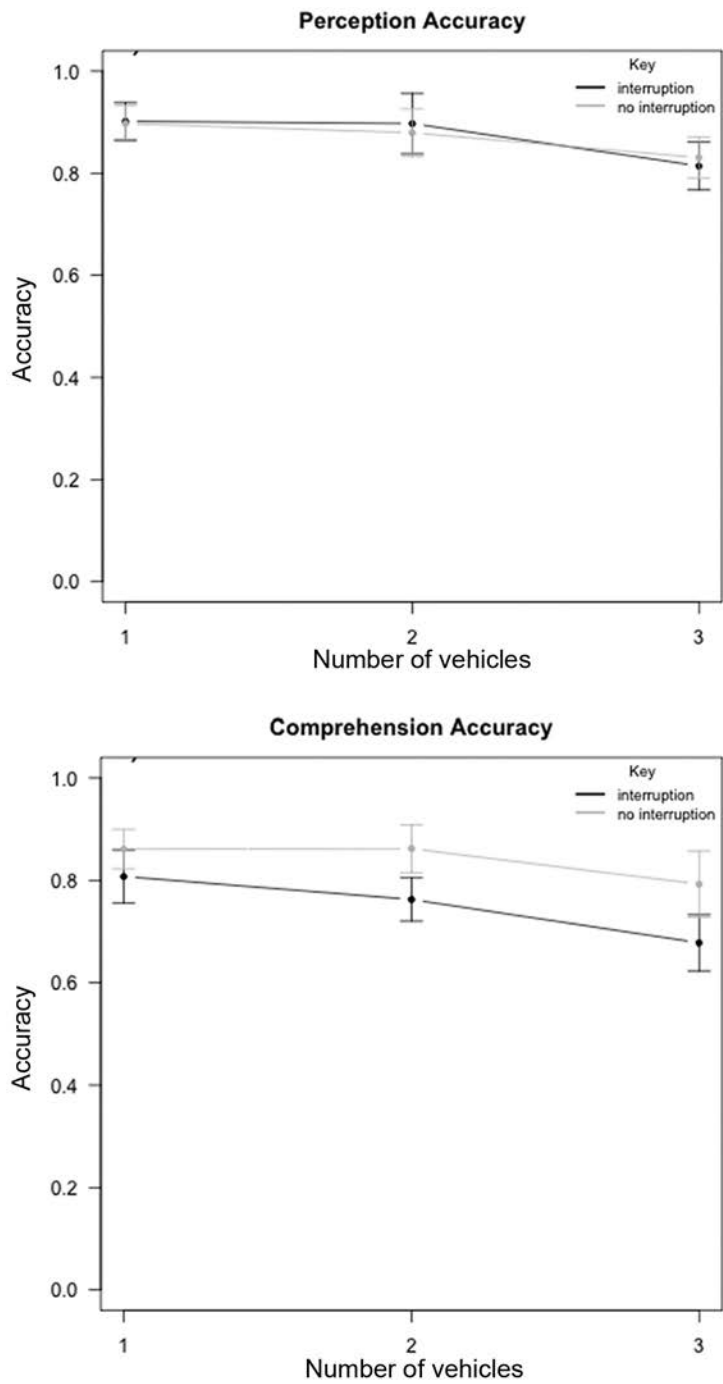 Perception Accuracy
Key
interruption
no interruption
1.0
0.8
0.6
0.4
0.2
0.0
Accuracy
1
2
3
Number of vehicles
Comprehension Accuracy
Key
interruption
no interruption
1.0
0.8
0.6
0.4
0.2
0.0
Accuracy
1
2
3
Number of vehicles